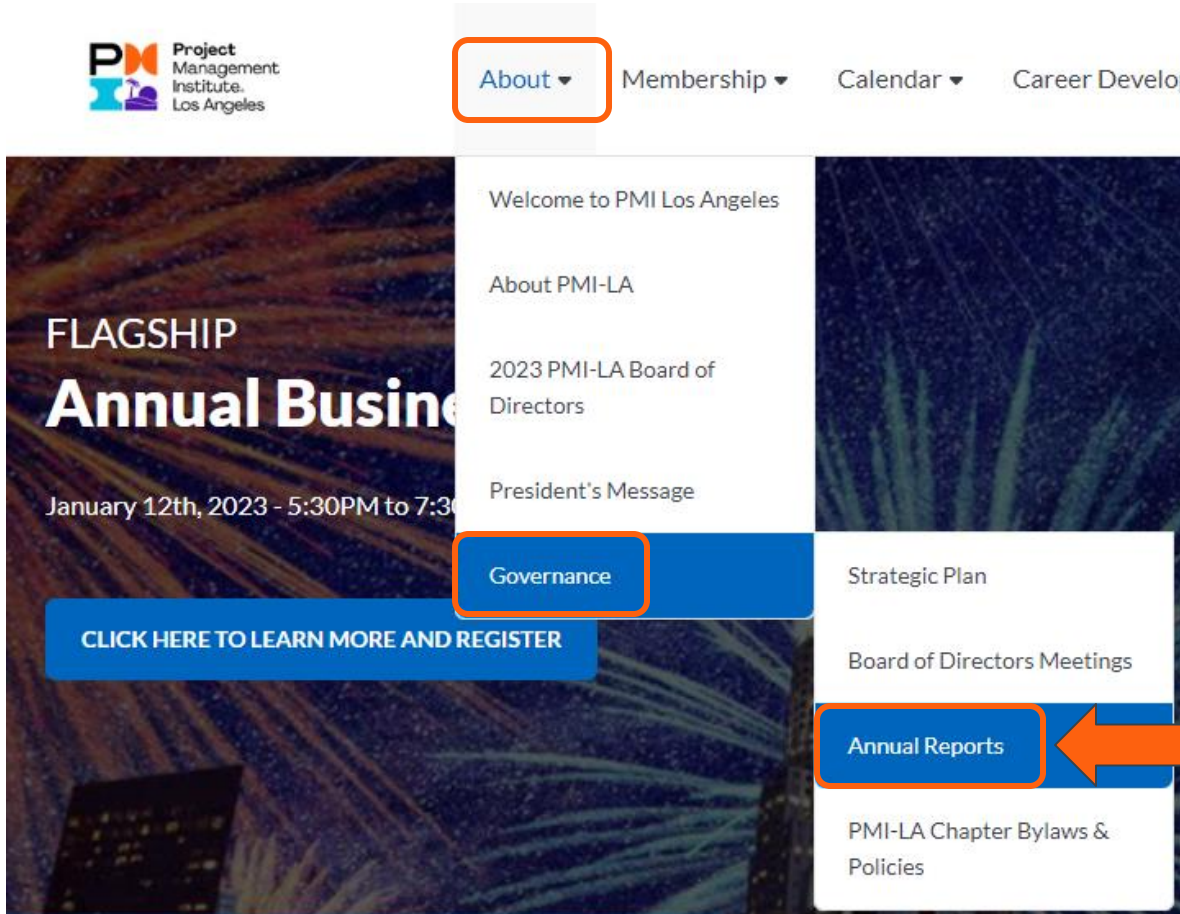 Project
Management
Institute.
Los Angeles
About
Membership
Calendar
Career Develo
Welcome to PMI Los Angeles
About PMI-LA
2023 PMI-LA Board of
Directors
President's Message
Governance
Strategic Plan
Board of Directors Meetings
Annual Reports
PMI-LA Chapter Bylaws &
Policies
FLAGSHIP
Annual Busine
January 12th, 2023 - 5:30PM to 7:30
CLICK HERE TO LEARN MORE AND REGISTER